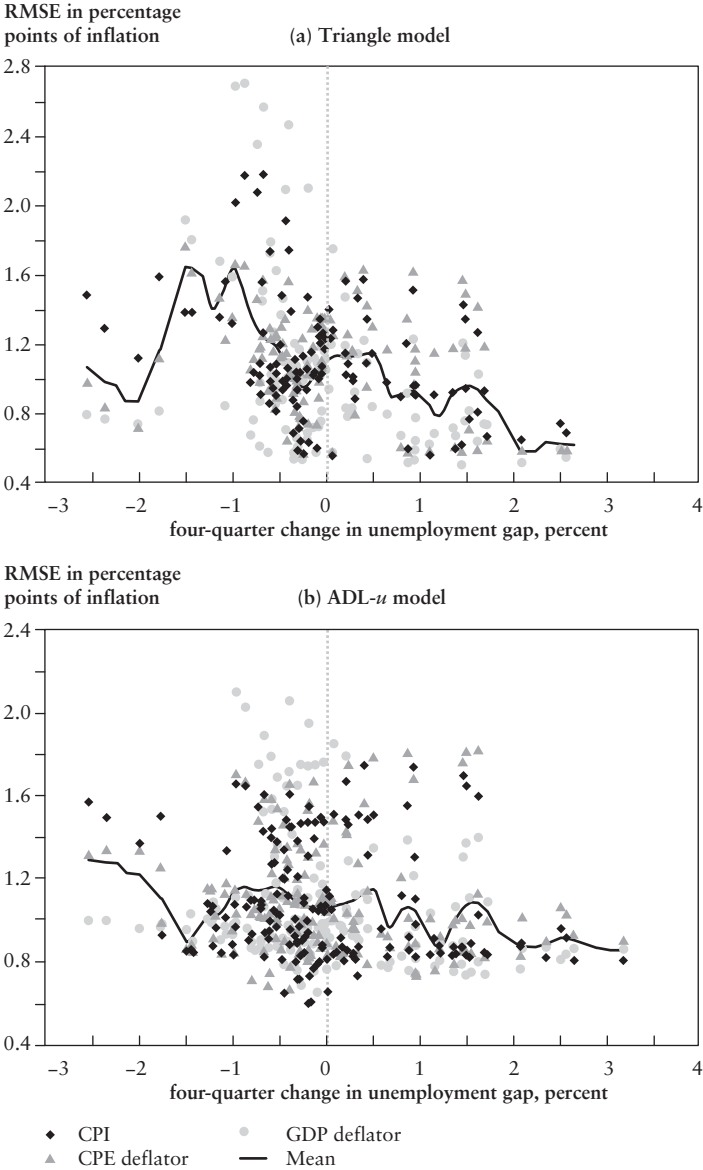 RMSE in percentage
points of inflation
(a) Triangle model
2.8
2.4
2.0
1.6
1.2
0.8
0.4
−3 −2 −1 0 1 2 3 4
four-quarter change in unemployment gap, percent
RMSE in percentage
points of inflation
(b) ADL-u model
2.4
2.0
1.6
1.2
0.8
0.4
−3 −2 −1 0 1 2 3 4
four-quarter change in unemployment gap, percent
CPI GDP deflator
CPE deflator Mean